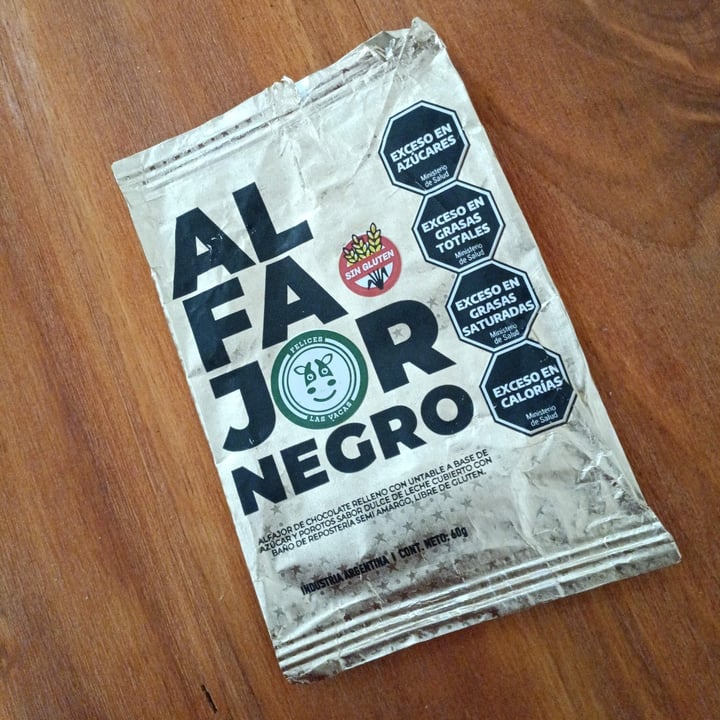 AL
FA
JOR
NEGRO
SIN GLUTEN
FELICES
LAS VACAS
EXCESO EN
AZÚCARES
Ministerio
de Salud
EXCESO EN
GRASAS
TOTALES
Ministerio
de Salud
EXCESO EN
GRASAS
SATURADAS
Ministerio
de Salud
EXCESO EN
CALORÍAS
Ministerio
de Salud
ALFAJOR DE CHOCOLATE RELLENO CON UNTABLE A BASE DE
AZÚCAR Y POROTOS SABOR DULCE DE LECHE CUBIERTO CON
BAÑO DE REPOSTERÍA SEMI AMARGO, LIBRE DE GLUTEN.
INDUSTRIA ARGENTINA | CONT. NETO: 60g